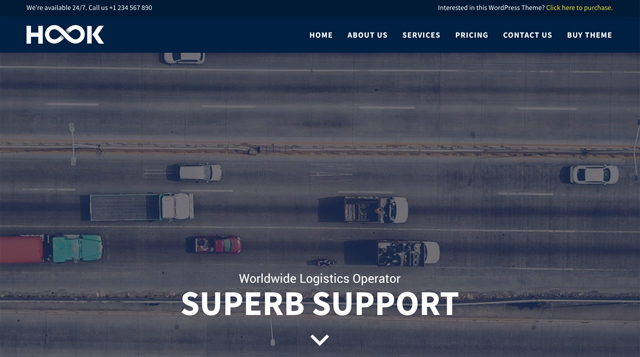 We're available 24/7. Call us +1 234 567 890
Interested in this WordPress Theme? Click here to purchase.
HOOK
HOME ABOUT US SERVICES PRICING CONTACT US BUY THEME
Worldwide Logistics Operator
SUPERB SUPPORT